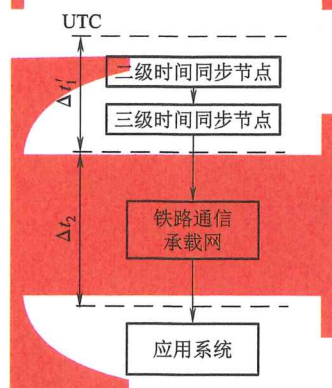 UTC
二级时间同步节点
Δt₁′
三级时间同步节点
Δt₂
铁路通信
承载网
应用系统